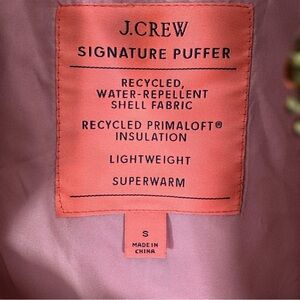 J.CREW
SIGNATURE PUFFER
RECYCLED,
WATER-REPELLENT
SHELL FABRIC
RECYCLED PRIMALOFT®
INSULATION
LIGHTWEIGHT
SUPERWARM
S
MADE IN
CHINA